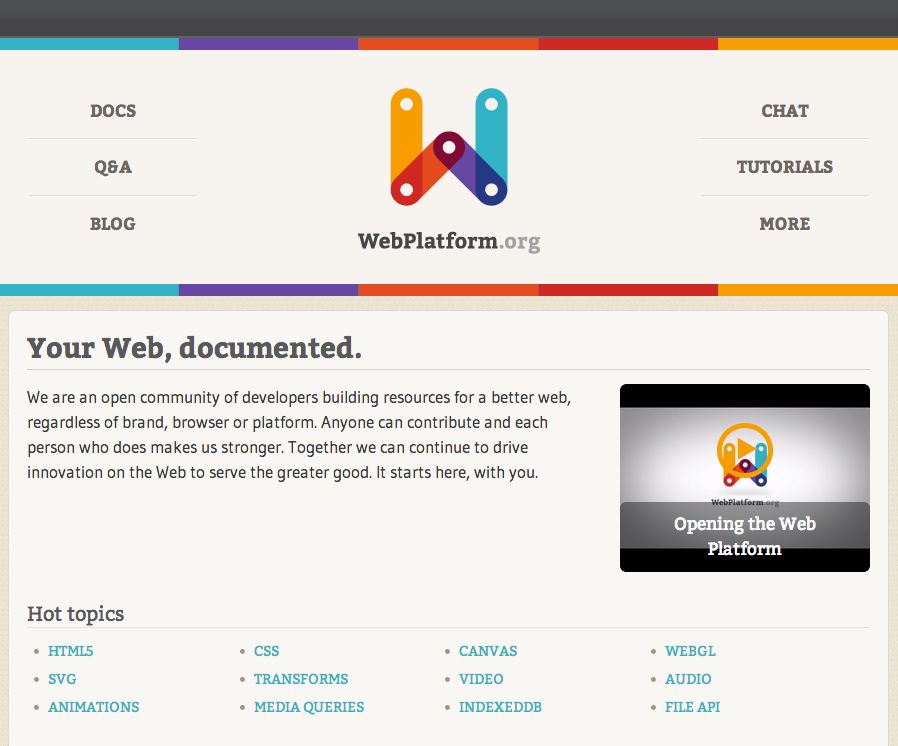 DOCS
Q&A
BLOG
WebPlatform.org
CHAT
TUTORIALS
MORE
Your Web, documented.
We are an open community of developers building resources for a better web,
regardless of brand, browser or platform. Anyone can contribute and each
person who does makes us stronger. Together we can continue to drive
innovation on the Web to serve the greater good. It starts here, with you.
WebPlatform.org
Opening the Web
Platform
Hot topics
HTML5
SVG
ANIMATIONS
CSS
TRANSFORMS
MEDIA QUERIES
CANVAS
VIDEO
INDEXEDDB
WEBGL
AUDIO
FILE API